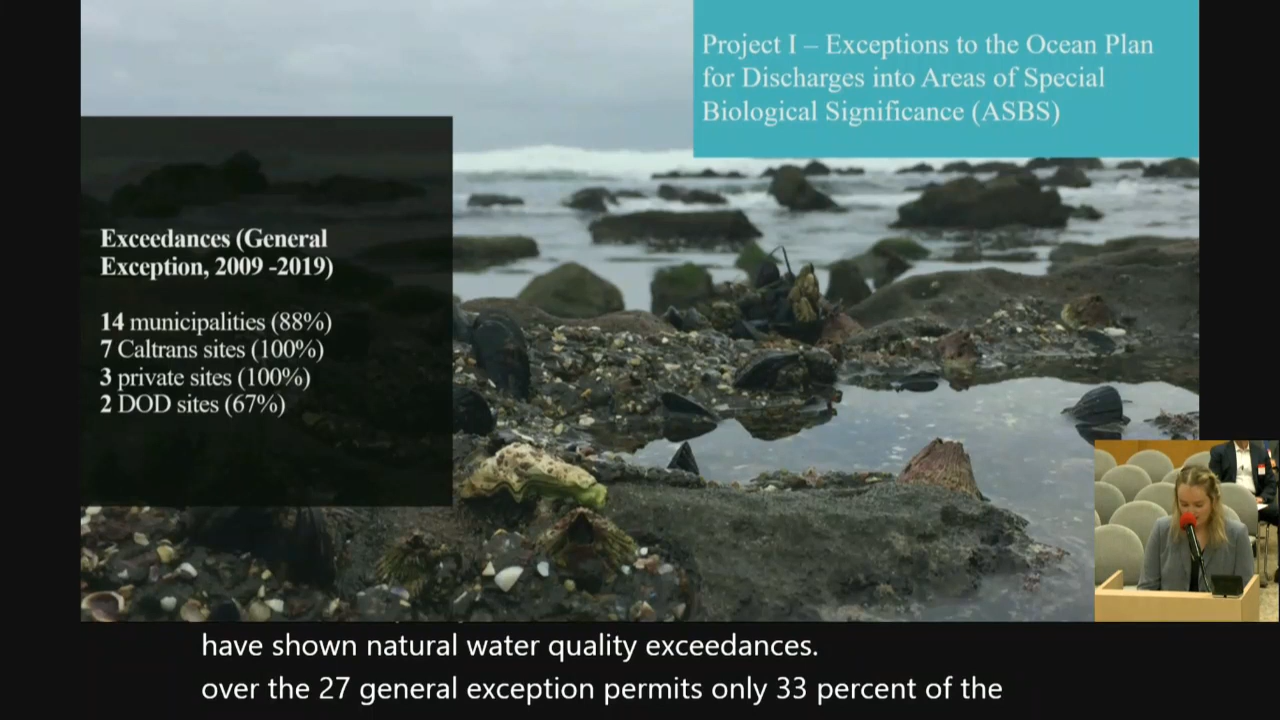 Project I – Exceptions to the Ocean Plan
for Discharges into Areas of Special
Biological Significance (ASBS)
Exceedances (General
Exception, 2009 -2019)
14 municipalities (88%)
7 Caltrans sites (100%)
3 private sites (100%)
2 DOD sites (67%)
have shown natural water quality exceedances.
over the 27 general exception permits only 33 percent of the